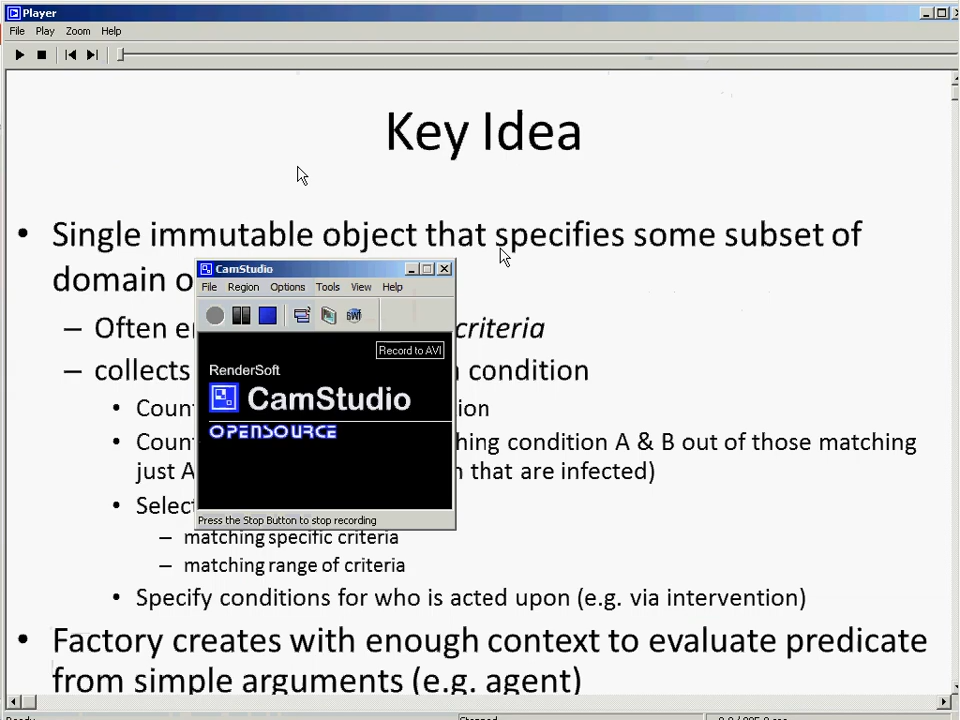 Player
File Play Zoom Help
Key Idea
• Single immutable object that specifies some subset of
domain o
– Often e criteria
– collects condition
• Coun ion
• Coun hing condition A & B out of those matching
just A n that are infected)
• Selec
– matching specific criteria
– matching range of criteria
• Specify conditions for who is acted upon (e.g. via intervention)
• Factory creates with enough context to evaluate predicate
from simple arguments (e.g. agent)
CamStudio
File Region Options Tools View Help
SWF
Record to AVI
RenderSoft
CamStudio
OPENSOURCE
Press the Stop Button to stop recording